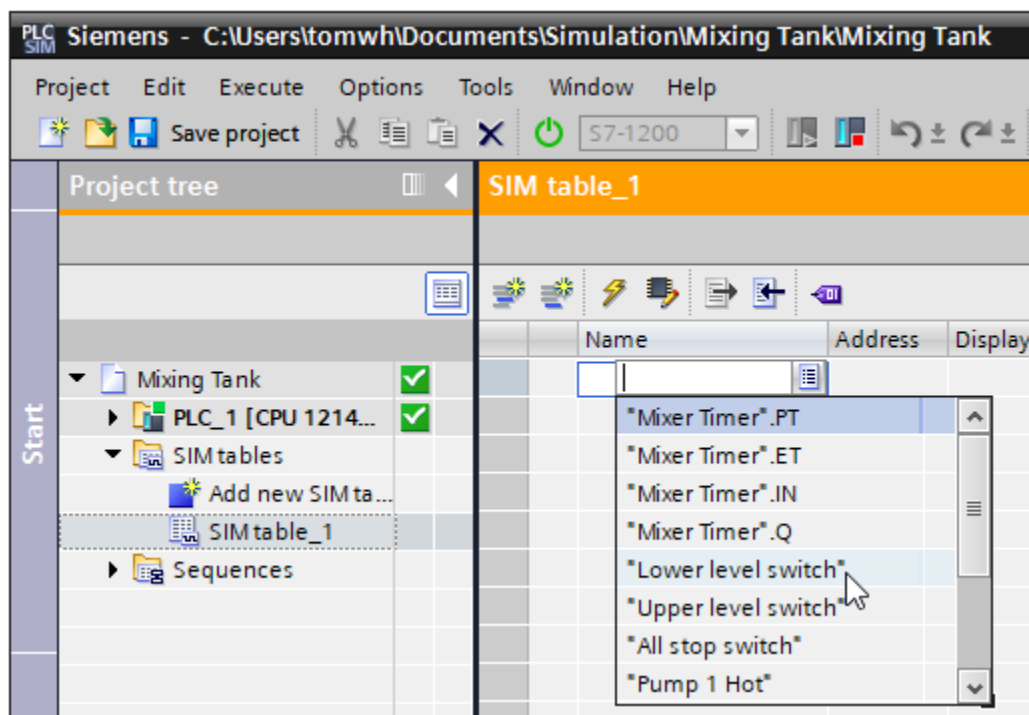 PLC SIM Siemens - C:\Users\tomwh\Documents\Simulation\Mixing Tank\Mixing Tank
Project Edit Execute Options Tools Window Help
Save project S7-1200
Start
Project tree
Mixing Tank
PLC_1 [CPU 1214...
SIM tables
Add new SIM ta...
SIM table_1
Sequences
SIM table_1
Name Address Display
"Mixer Timer".PT
"Mixer Timer".ET
"Mixer Timer".IN
"Mixer Timer".Q
"Lower level switch"
"Upper level switch"
"All stop switch"
"Pump 1 Hot"